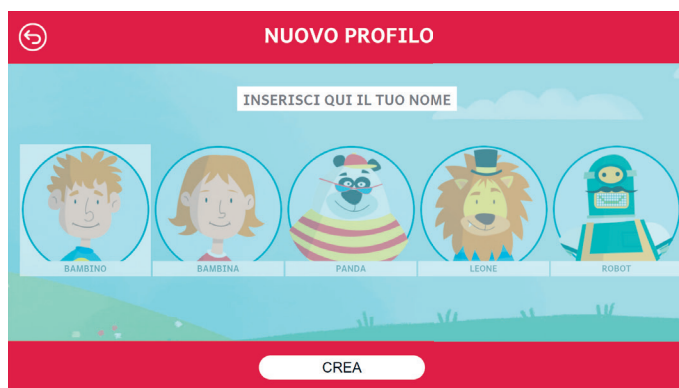 NUOVO PROFILO
INSERISCI QUI IL TUO NOME
BAMBINO
BAMBINA
PANDA
LEONE
ROBOT
CREA